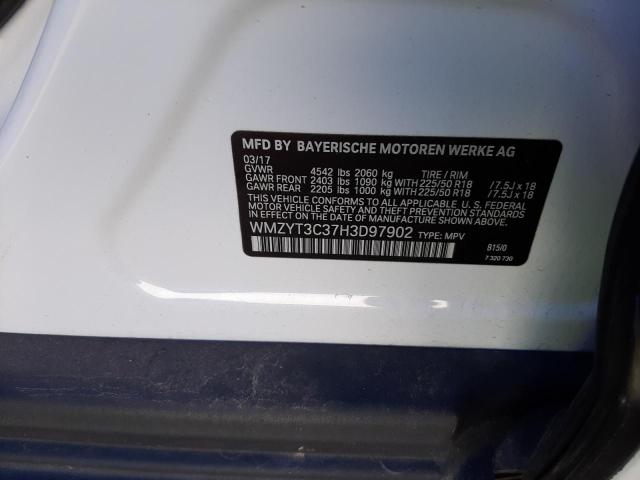 MFD BY BAYERISCHE MOTOREN WERKE AG
03/17
GVWR 4542 lbs 2060 kg TIRE / RIM
GAWR FRONT 2403 lbs 1090 kg WITH 225/50 R18 / 7.5J x 18
GAWR REAR 2205 lbs 1000 kg WITH 225/50 R18 / 7.5J x 18
THIS VEHICLE CONFORMS TO ALL APPLICABLE U.S. FEDERAL
MOTOR VEHICLE SAFETY, BUMPER, AND THEFT PREVENTION
STANDARDS IN EFFECT ON THE DATE OF MANUFACTURE SHOWN ABOVE.
WMZYT3C37H3D97902 TYPE: MPV B15/0
7 320 730